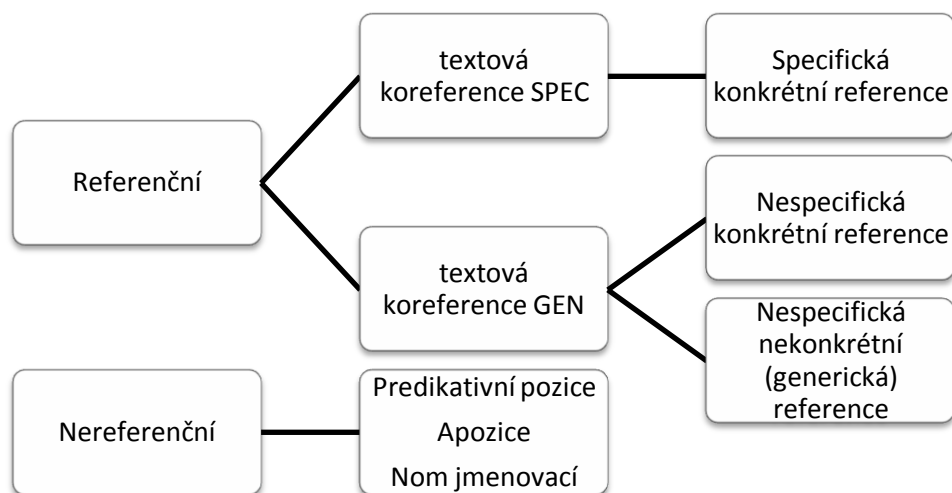 Referenční
textová
koreference SPEC
Specifická
konkrétní reference
textová
koreference GEN
Nespecifická
konkrétní reference
Nespecifická
nekonkrétní
(generická)
reference
Nereferenční
Predikativní pozice
Apozice
Nom jmenovací